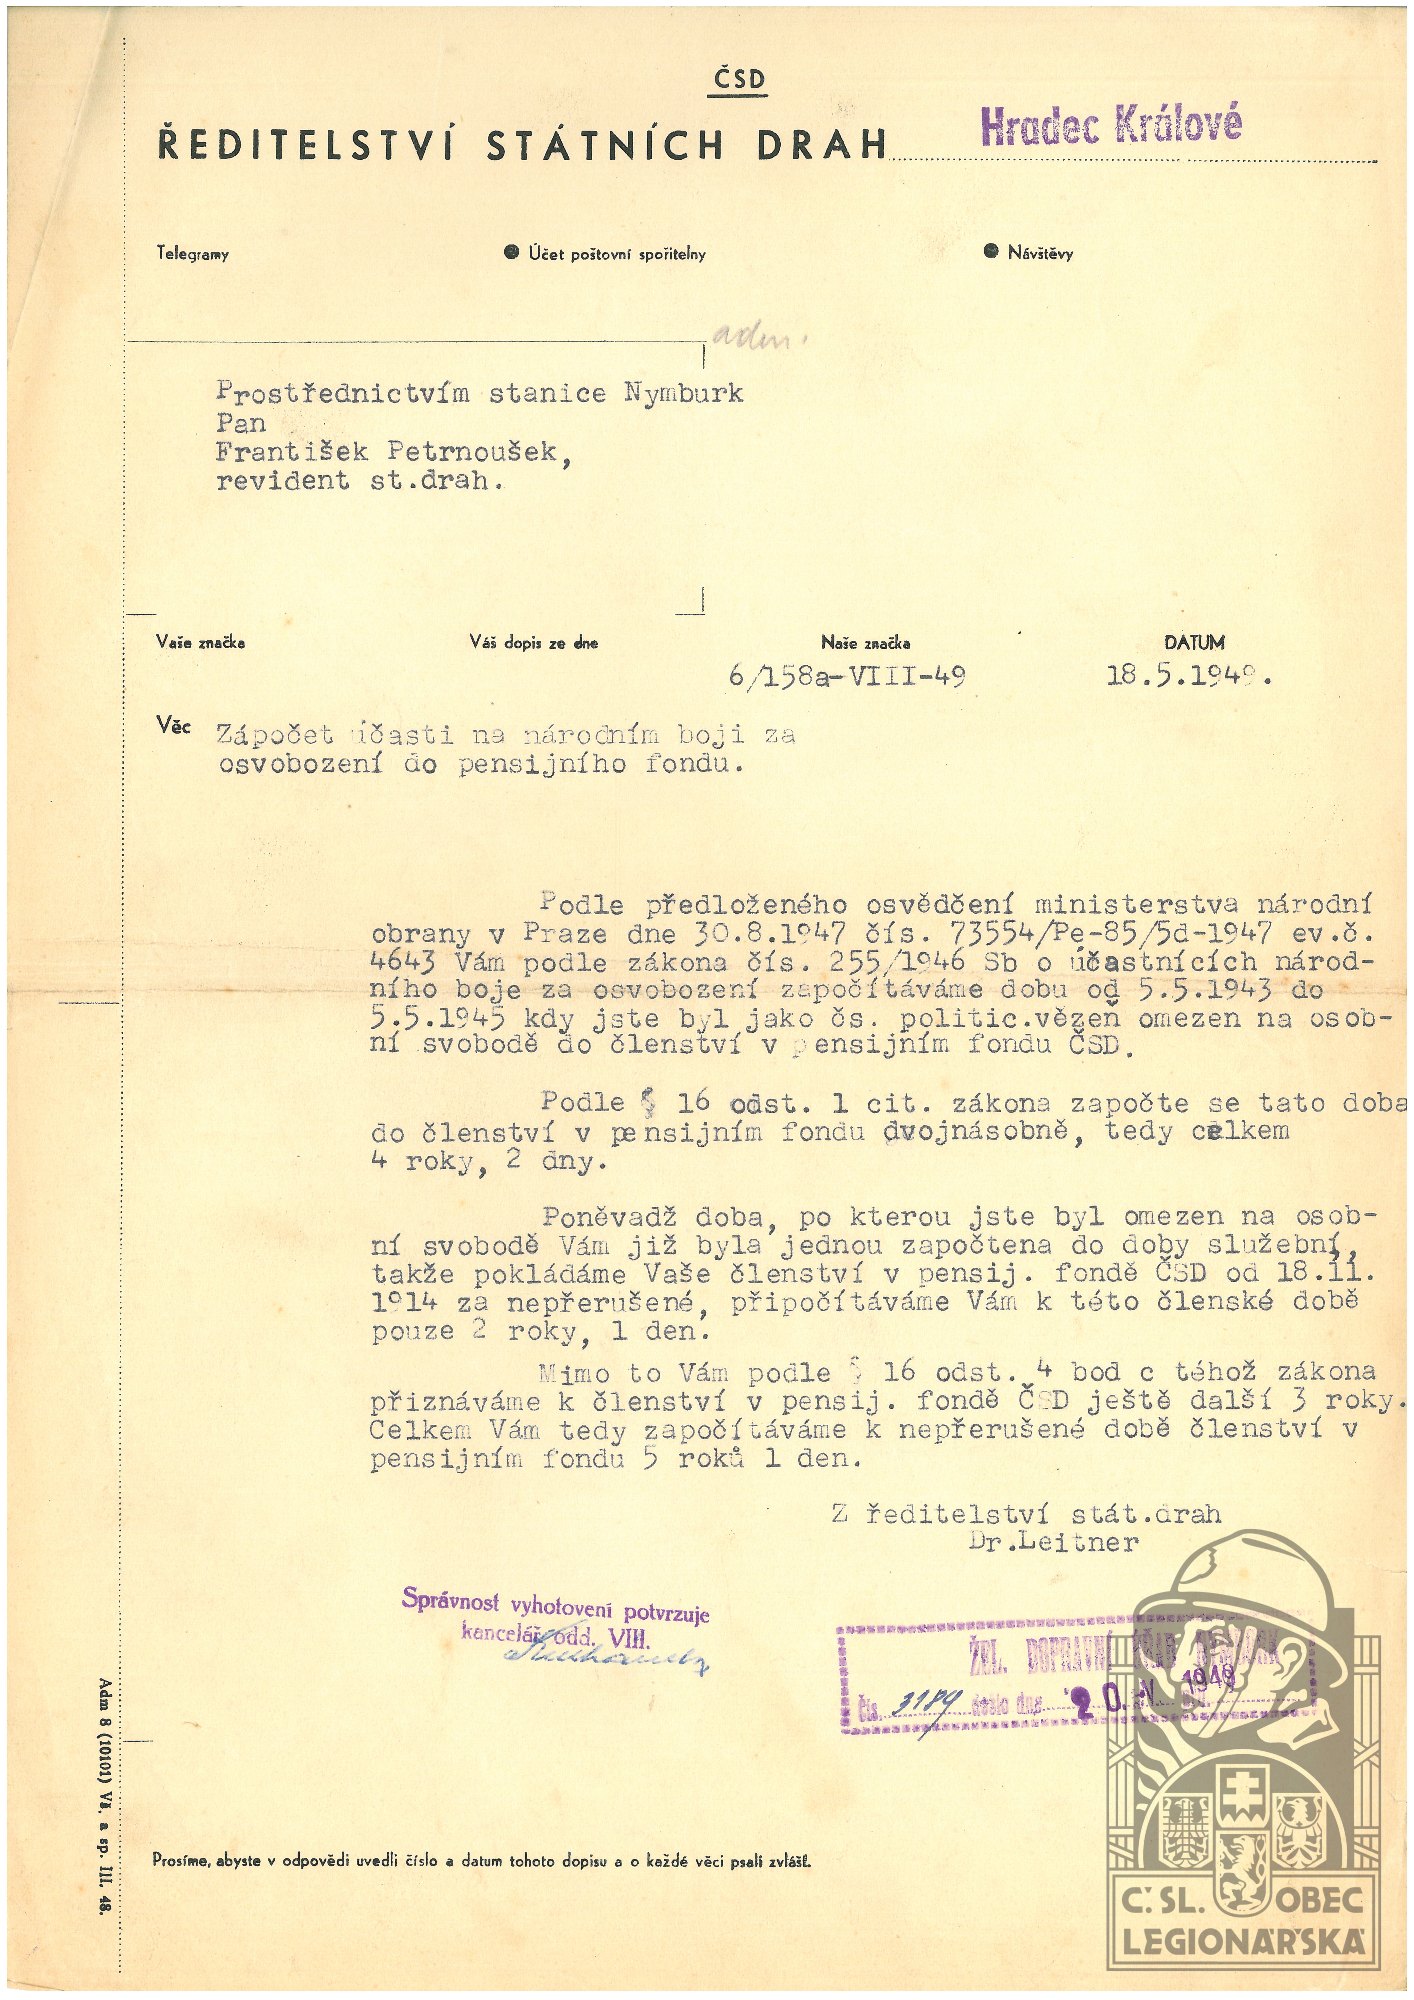 ČSD
ŘEDITELSTVÍ STÁTNÍCH DRAH Hradec Králové
Telegramy ● Účet poštovní spořitelny ● Návštěvy
adm.
Prostřednictvím stanice Nymburk
Pan
František Petrnoušek,
revident st.drah.
Vaše značka Váš dopis ze dne Naše značka DATUM
6/158a-VIII-49 18.5.1949.
Věc Zápočet účasti na národním boji za
osvobození do pensijního fondu.
Podle předloženého osvědčení ministerstva národní
obrany v Praze dne 30.8.1947 čís. 73554/Pe-85/5d-1947 ev.č.
4643 Vám podle zákona čís. 255/1946 Sb o účastnících národ-
ního boje za osvobození započítáváme dobu od 5.5.1943 do
5.5.1945 kdy jste byl jako čs. politic.vězeň omezen na osob-
ní svobodě do členství v pensijním fondu ČSD.
Podle § 16 odst. 1 cit. zákona započte se tato doba
do členství v pensijním fondu dvojnásobně, tedy celkem
4 roky, 2 dny.
Poněvadž doba, po kterou jste byl omezen na osob-
ní svobodě Vám již byla jednou započtena do doby služební,
takže pokládáme Vaše členství v pensij. fondě ČSD od 18.11.
1914 za nepřerušené, připočítáváme Vám k této členské době
pouze 2 roky, 1 den.
Mimo to Vám podle § 16 odst. 4 bod c téhož zákona
přiznáváme k členství v pensij. fondě ČSD ještě další 3 roky.
Celkem Vám tedy započítáváme k nepřerušené době členství v
pensijním fondu 5 roků 1 den.
Z ředitelství stát.drah
Dr.Leitner
Správnost vyhotovení potvrzuje
kancelář odd. VIII.
ŽEL. DOPRAVNÍ ÚŘAD NYMBURK
čís. 3189 došlo dne 20. V. 1949
Adm 8 (10101) Vš. a sp. III. 48.
Prosíme, abyste v odpovědi uvedli číslo a datum tohoto dopisu a o každé věci psali zvlášť.
Č. SL. OBEC
LEGIONÁŘSKÁ